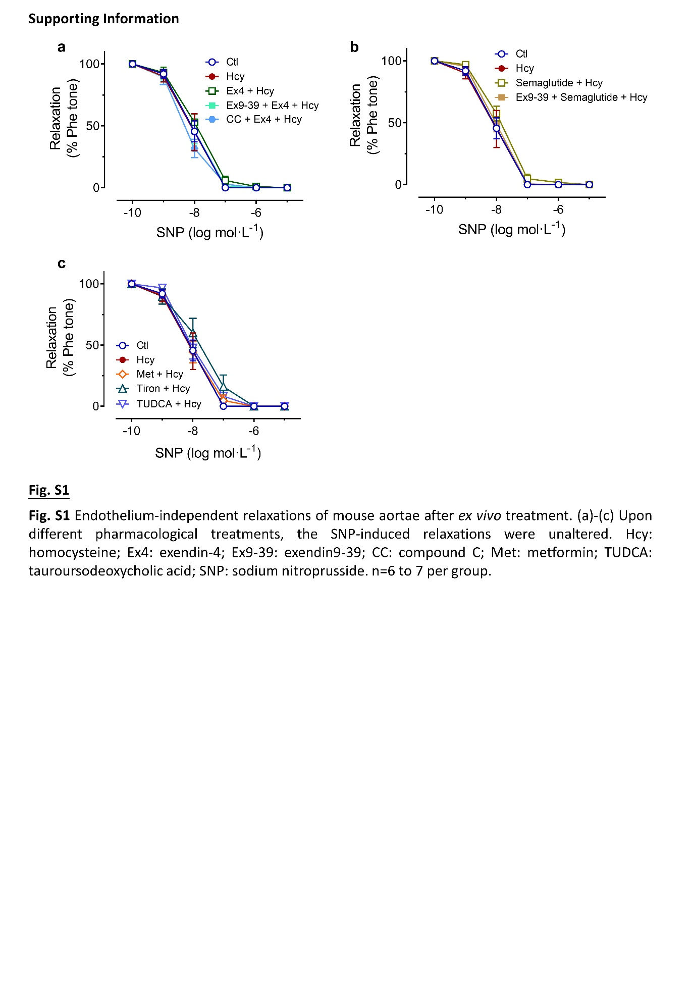 Supporting Information
a
Relaxation
(% Phe tone)
100
50
0
Ctl
Hcy
Ex4 + Hcy
Ex9-39 + Ex4 + Hcy
CC + Ex4 + Hcy
-10
-8
-6
SNP (log mol·L⁻¹)
b
Relaxation
(% Phe tone)
100
50
0
Ctl
Hcy
Semaglutide + Hcy
Ex9-39 + Semaglutide + Hcy
-10
-8
-6
SNP (log mol·L⁻¹)
c
Relaxation
(% Phe tone)
100
50
0
Ctl
Hcy
Met + Hcy
Tiron + Hcy
TUDCA + Hcy
-10
-8
-6
SNP (log mol·L⁻¹)
Fig. S1
Fig. S1 Endothelium-independent relaxations of mouse aortae after ex vivo treatment. (a)-(c) Upon
different pharmacological treatments, the SNP-induced relaxations were unaltered. Hcy:
homocysteine; Ex4: exendin-4; Ex9-39: exendin9-39; CC: compound C; Met: metformin; TUDCA:
tauroursodeoxycholic acid; SNP: sodium nitroprusside. n=6 to 7 per group.